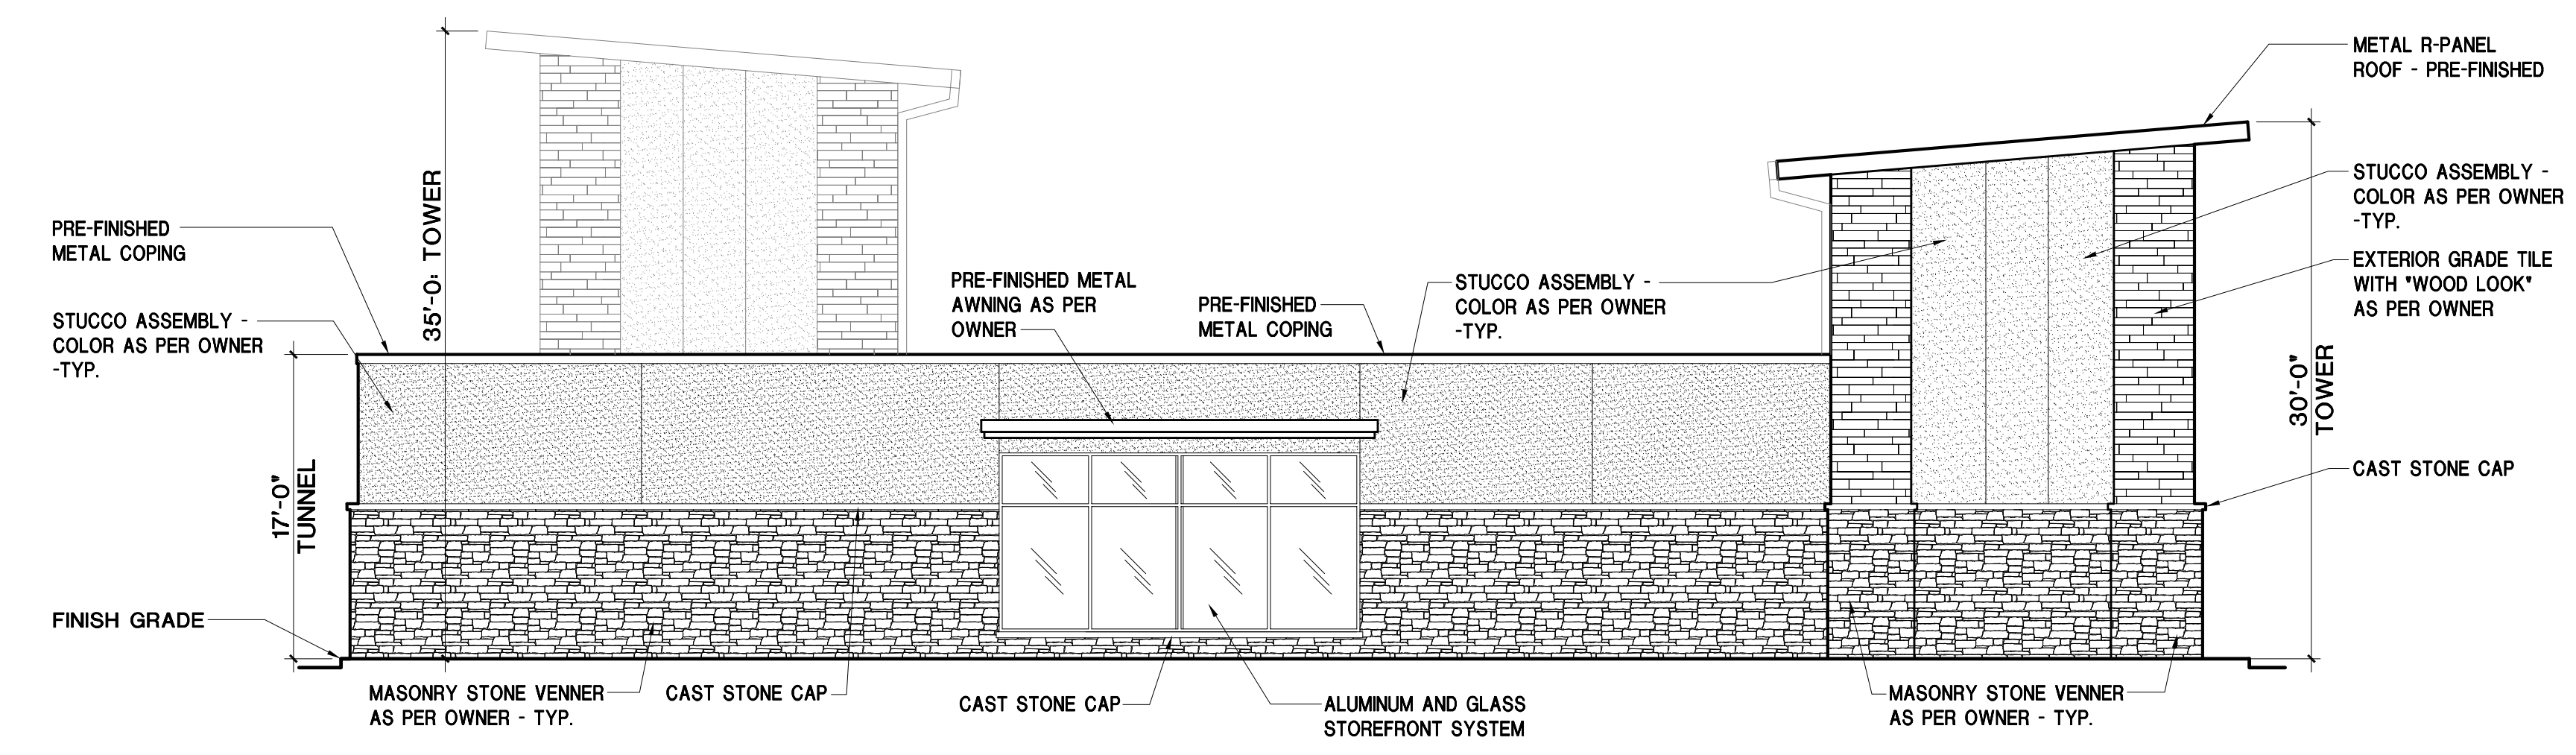 METAL R-PANEL
ROOF - PRE-FINISHED
35'-0: TOWER
STUCCO ASSEMBLY -
COLOR AS PER OWNER
-TYP.
PRE-FINISHED
METAL COPING
EXTERIOR GRADE TILE
WITH "WOOD LOOK"
AS PER OWNER
PRE-FINISHED METAL
AWNING AS PER
OWNER
STUCCO ASSEMBLY -
COLOR AS PER OWNER
-TYP.
PRE-FINISHED
METAL COPING
STUCCO ASSEMBLY -
COLOR AS PER OWNER
-TYP.
30'-0"
TOWER
17'-0"
TUNNEL
CAST STONE CAP
FINISH GRADE
MASONRY STONE VENNER
AS PER OWNER - TYP.
CAST STONE CAP
CAST STONE CAP
ALUMINUM AND GLASS
STOREFRONT SYSTEM
MASONRY STONE VENNER
AS PER OWNER - TYP.